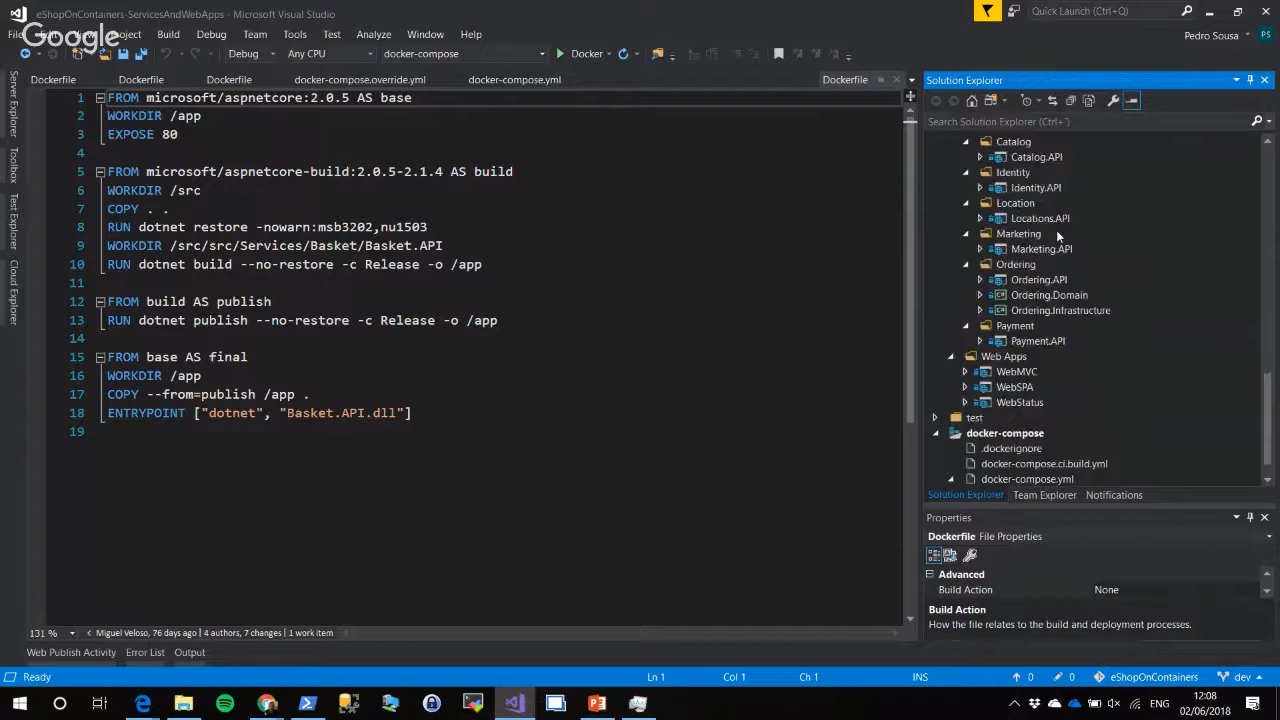 eShopOnContainers-ServicesAndWebApps - Microsoft Visual Studio
Quick Launch (Ctrl+Q)
Google
Project Build Debug Team Tools Test Analyze Window Help
Pedro Sousa
PS
Debug Any CPU docker-compose Docker
Dockerfile Dockerfile Dockerfile docker-compose.override.yml docker-compose.yml Dockerfile
Server Explorer
Toolbox
Test Explorer
Cloud Explorer
1 FROM microsoft/aspnetcore:2.0.5 AS base
2 WORKDIR /app
3 EXPOSE 80
4
5 FROM microsoft/aspnetcore-build:2.0.5-2.1.4 AS build
6 WORKDIR /src
7 COPY . .
8 RUN dotnet restore -nowarn:msb3202,nu1503
9 WORKDIR /src/src/Services/Basket/Basket.API
10 RUN dotnet build --no-restore -c Release -o /app
11
12 FROM build AS publish
13 RUN dotnet publish --no-restore -c Release -o /app
14
15 FROM base AS final
16 WORKDIR /app
17 COPY --from=publish /app .
18 ENTRYPOINT ["dotnet", "Basket.API.dll"]
19
131 % Miguel Veloso, 76 days ago | 4 authors, 7 changes | 1 work item
Solution Explorer
Search Solution Explorer (Ctrl+´)
Catalog
Catalog.API
Identity
Identity.API
Location
Locations.API
Marketing
Marketing.API
Ordering
Ordering.API
Ordering.Domain
Ordering.Infrastructure
Payment
Payment.API
Web Apps
WebMVC
WebSPA
WebStatus
test
docker-compose
.dockerignore
docker-compose.ci.build.yml
docker-compose.yml
Solution Explorer Team Explorer Notifications
Properties
Dockerfile File Properties
Advanced
Build Action None
Build Action
How the file relates to the build and deployment processes.
Web Publish Activity Error List Output
Ready Ln 1 Col 1 Ch 1 INS 0 0 eShopOnContainers dev
ENG 12:08
02/06/2018